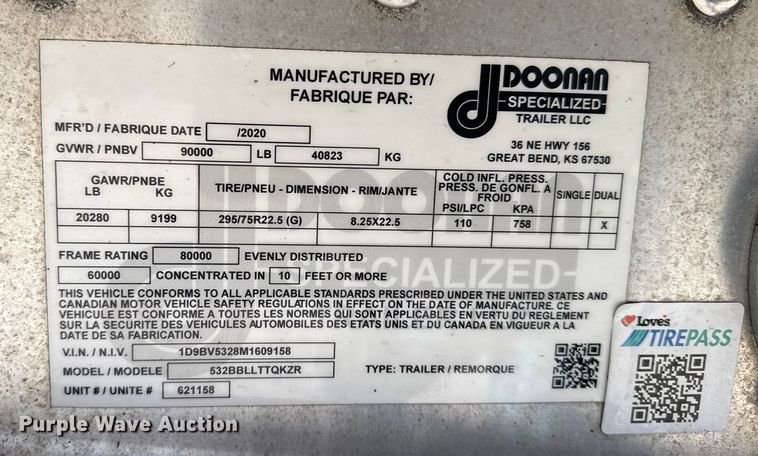 MANUFACTURED BY/
FABRIQUE PAR:
DOONAN
SPECIALIZED
TRAILER LLC
36 NE HWY 156
GREAT BEND, KS 67530
MFR'D / FABRIQUE DATE /2020
GVWR / PNBV 90000 LB 40823 KG
GAWR/PNBE
LB KG
TIRE/PNEU - DIMENSION - RIM/JANTE
COLD INFL. PRESS.
PRESS. DE GONFL. A
FROID
PSI/LPC KPA
SINGLE DUAL
20280 9199 295/75R22.5 (G) 8.25X22.5 110 758 X
FRAME RATING 80000 EVENLY DISTRIBUTED
60000 CONCENTRATED IN 10 FEET OR MORE
THIS VEHICLE CONFORMS TO ALL APPLICABLE STANDARDS PRESCRIBED UNDER THE UNITED STATES AND
CANADIAN MOTOR VEHICLE SAFETY REGULATIONS IN EFFECT ON THE DATE OF MANUFACTURE. CE
VEHICULE EST CONFORME A TOUTES LES NORMES QUI SONT APPLICABLES EN VERTU DU REGLEMENT
SUR LA SECURITE DES VEHICULES AUTOMOBILES DES ETATS UNIS ET DU CANADA EN VIGUEUR A LA
DATE DE SA FABRICATION.
V.I.N. / N.I.V. 1D9BV5328M1609158
MODEL / MODELE 532BBLLTTQKZR TYPE: TRAILER / REMORQUE
UNIT # / UNITE # 621158
DOONAN
SPECIALIZED
Love's
TIREPASS
Purple Wave Auction